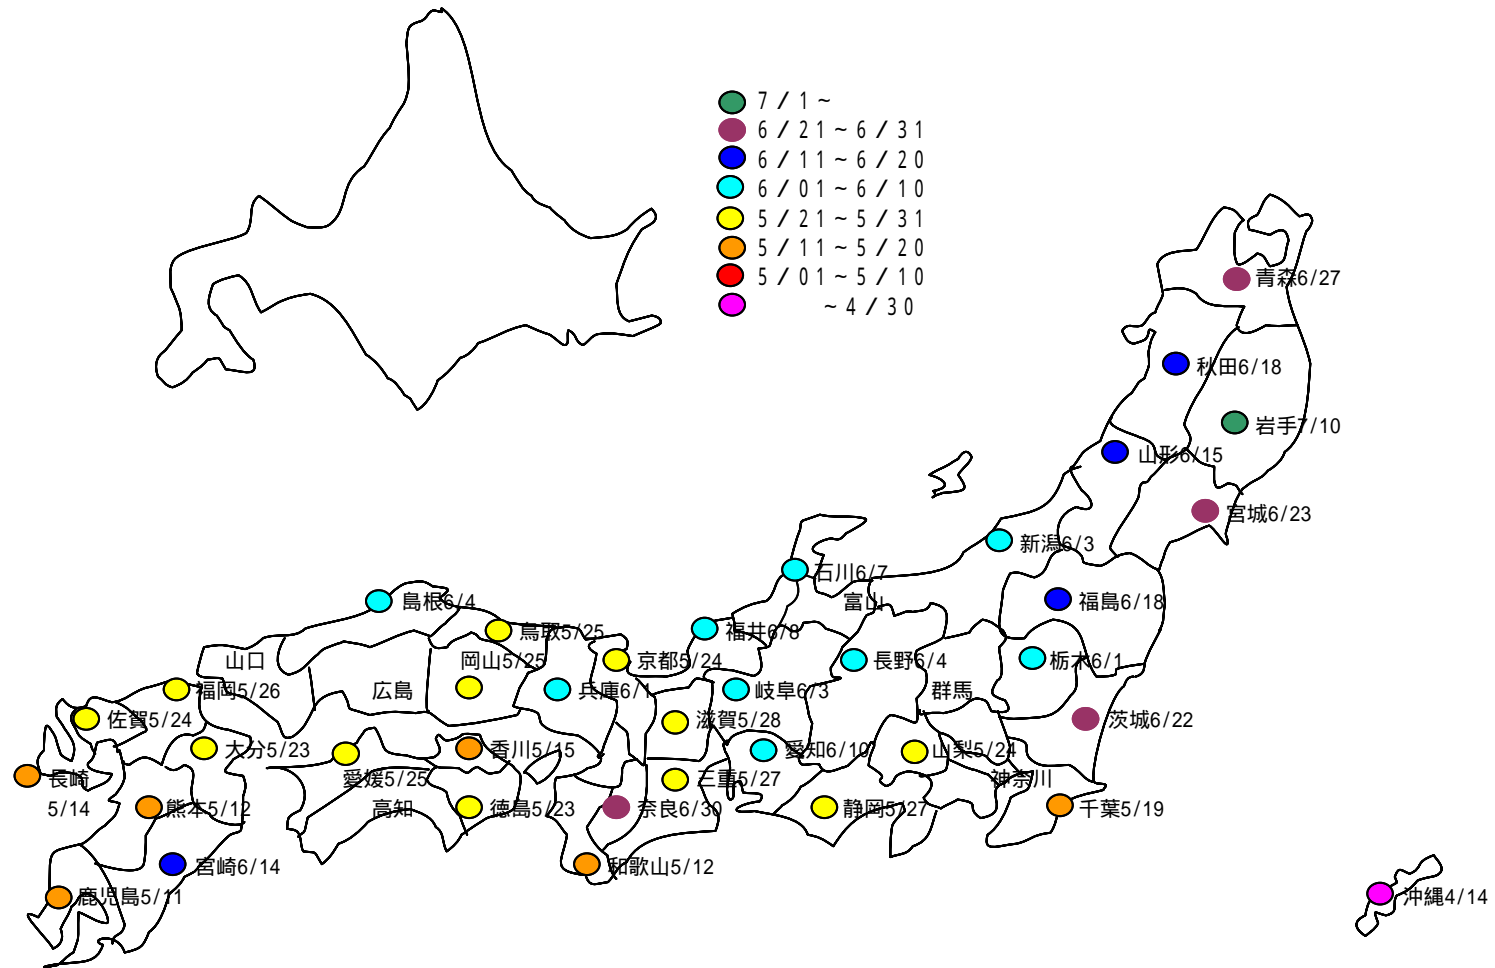 7/1~
6/21~6/31
6/11~6/20
6/01~6/10
5/21~5/31
5/11~5/20
5/01~5/10
~4/30
青森6/27
秋田6/18
岩手7/10
山形6/15
宮城6/23
新潟6/3
石川6/7
富山
島根6/4
福島6/18
鳥取5/25
福井6/8
山口
岡山5/25
京都5/24
長野6/4
栃木6/1
福岡5/26
広島
兵庫6/1
岐阜6/3
群馬
佐賀5/24
滋賀5/28
茨城6/22
大分5/23
香川5/15
愛知6/10
山梨5/24
長崎
5/14
愛媛5/25
三重5/27
神奈川
熊本5/12
高知
徳島5/23
奈良6/30
静岡5/27
千葉5/19
宮崎6/14
和歌山5/12
鹿児島5/11
沖縄4/14